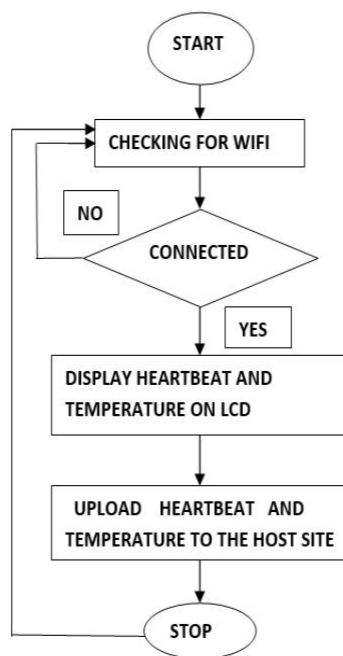 START
CHECKING FOR WIFI
NO
CONNECTED
YES
DISPLAY HEARTBEAT AND
TEMPERATURE ON LCD
UPLOAD HEARTBEAT AND
TEMPERATURE TO THE HOST SITE
STOP